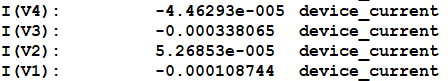 I(V4): -4.46293e-005 device_current
I(V3): -0.000338065 device_current
I(V2): 5.26853e-005 device_current
I(V1): -0.000108744 device_current